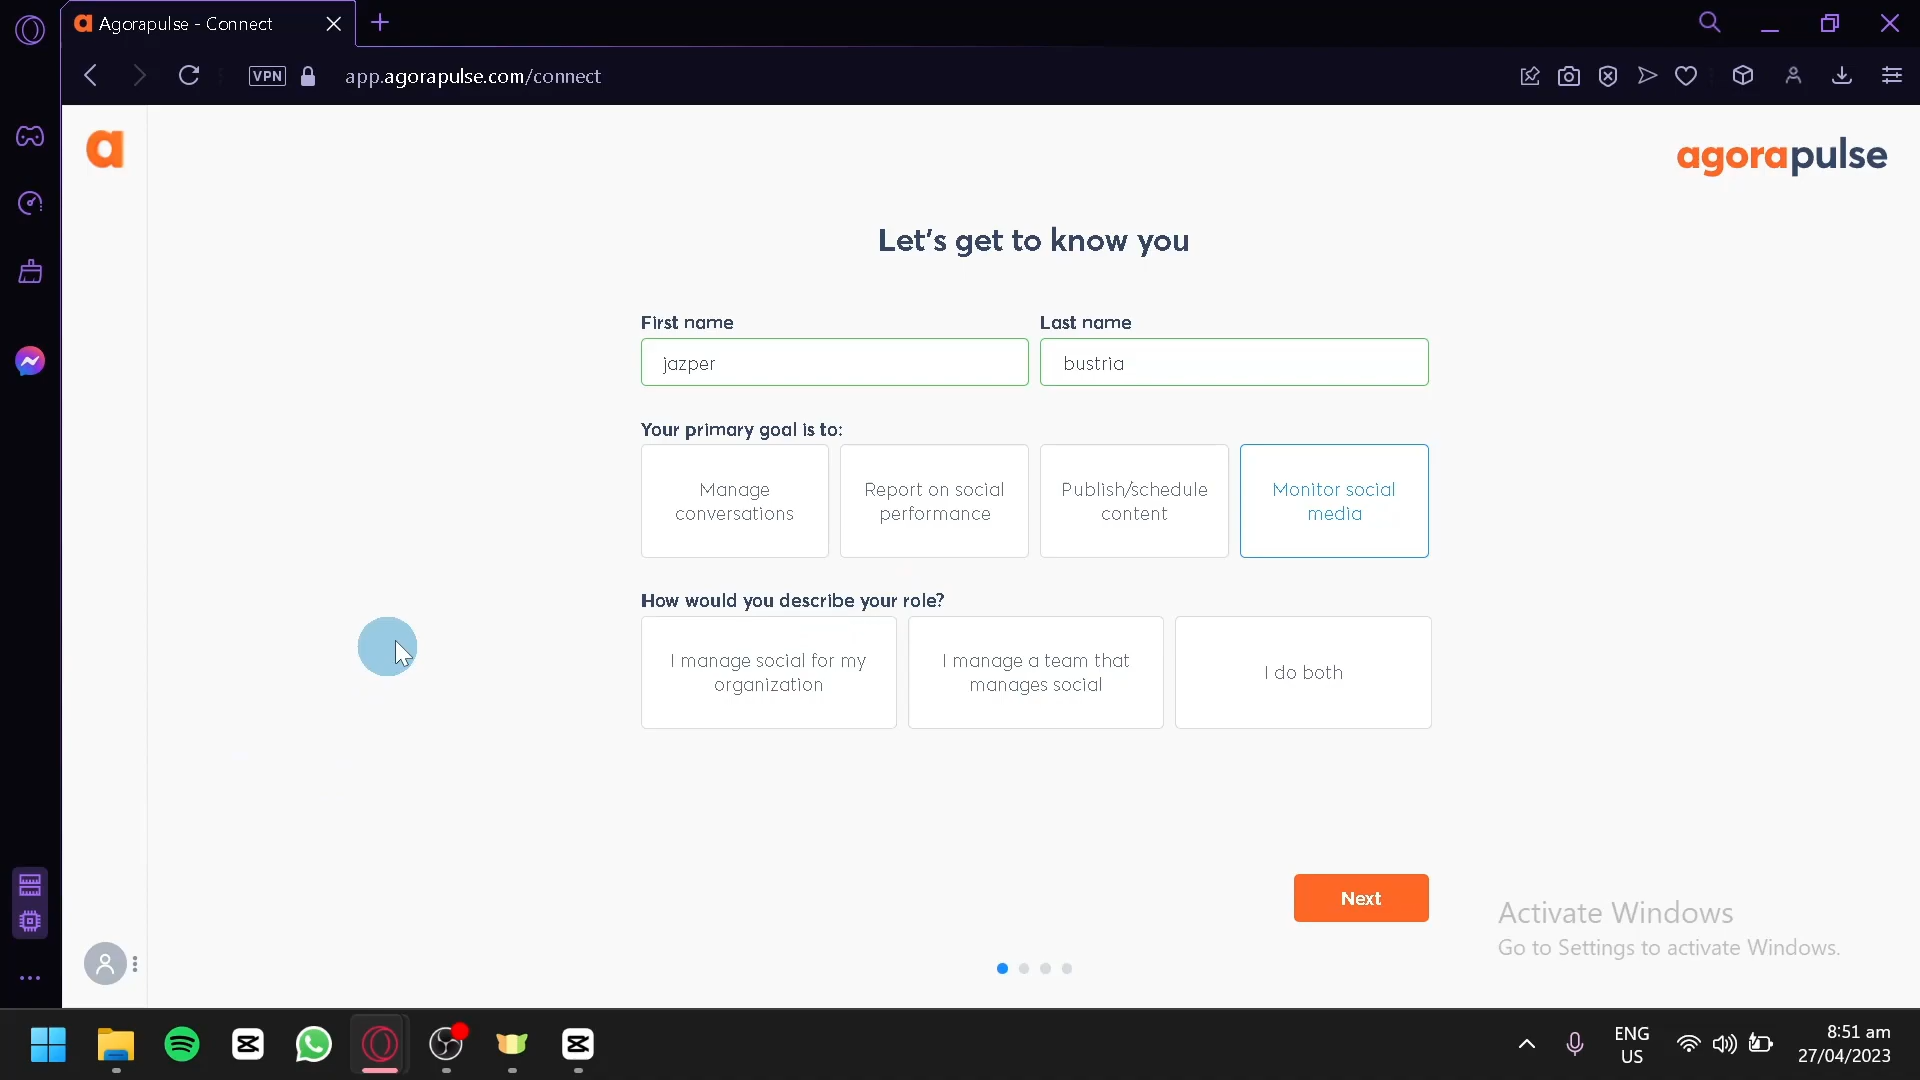 Agorapulse - Connect
VPN
app.agorapulse.com/connect
a
agorapulse
Let's get to know you
First name
Last name
jazper
bustria
Your primary goal is to:
Manage
conversations
Report on social
performance
Publish/schedule
content
Monitor social
media
How would you describe your role?
I manage social for my
organization
I manage a team that
manages social
I do both
Next
Activate Windows
Go to Settings to activate Windows.
ENG
US
8:51 am
27/04/2023